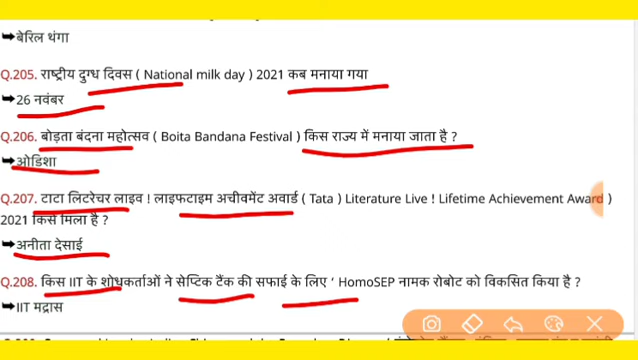 ➥बेरिल थंगा
Q.205. राष्ट्रीय दुग्ध दिवस ( National milk day ) 2021 कब मनाया गया
➥26 नवंबर
Q.206. बोड़ता बंदना महोत्सव ( Boita Bandana Festival ) किस राज्य में मनाया जाता है ?
➥ओडिशा
Q.207. टाटा लिटरेचर लाइव ! लाइफटाइम अचीवमेंट अवार्ड ( Tata ) Literature Live ! Lifetime Achievement Award )
2021 किसे मिला है ?
➥अनीता देसाई
Q.208. किस IIT के शोधकर्ताओं ने सेप्टिक टैंक की सफाई के लिए ‘ HomoSEP नामक रोबोट को विकसित किया है ?
➥IIT मद्रास